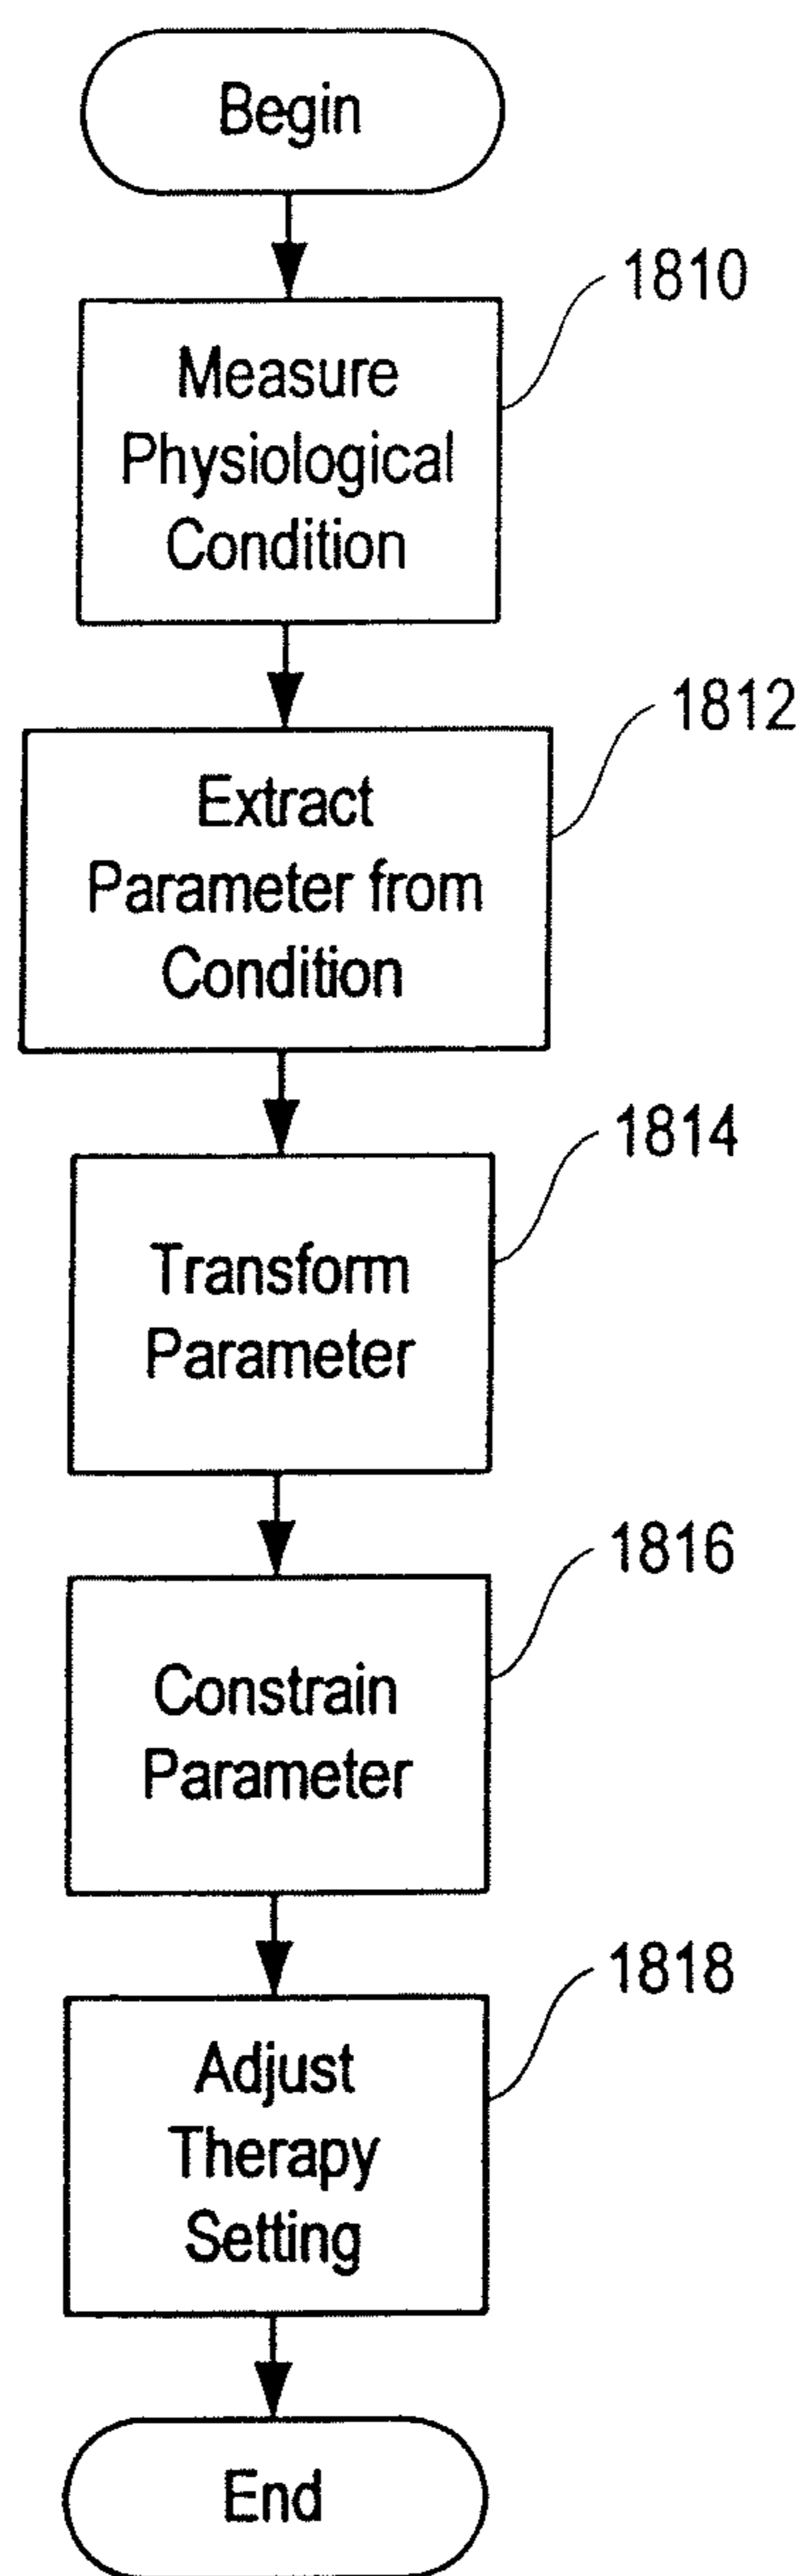 Begin
1810
Measure
Physiological
Condition
1812
Extract
Parameter from
Condition
1814
Transform
Parameter
1816
Constrain
Parameter
1818
Adjust
Therapy
Setting
End